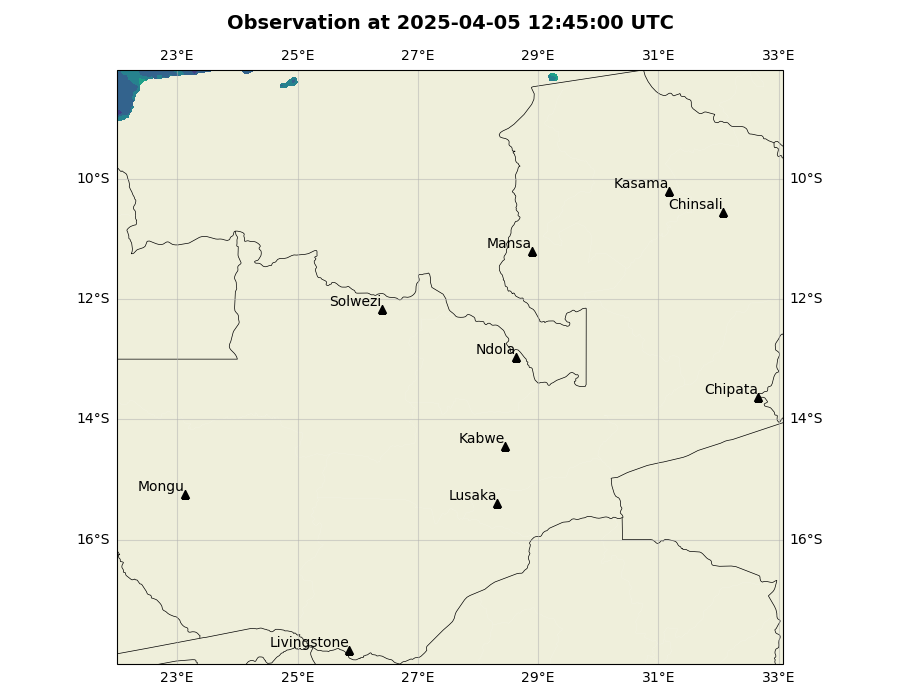 Observation at 2025-04-05 12:45:00 UTC
23°E 25°E 27°E 29°E 31°E 33°E
10°S 10°S
Kasama
Chinsali
Mansa
12°S 12°S
Solwezi
Ndola
Chipata
14°S 14°S
Kabwe
Mongu
Lusaka
16°S 16°S
Livingstone
23°E 25°E 27°E 29°E 31°E 33°E